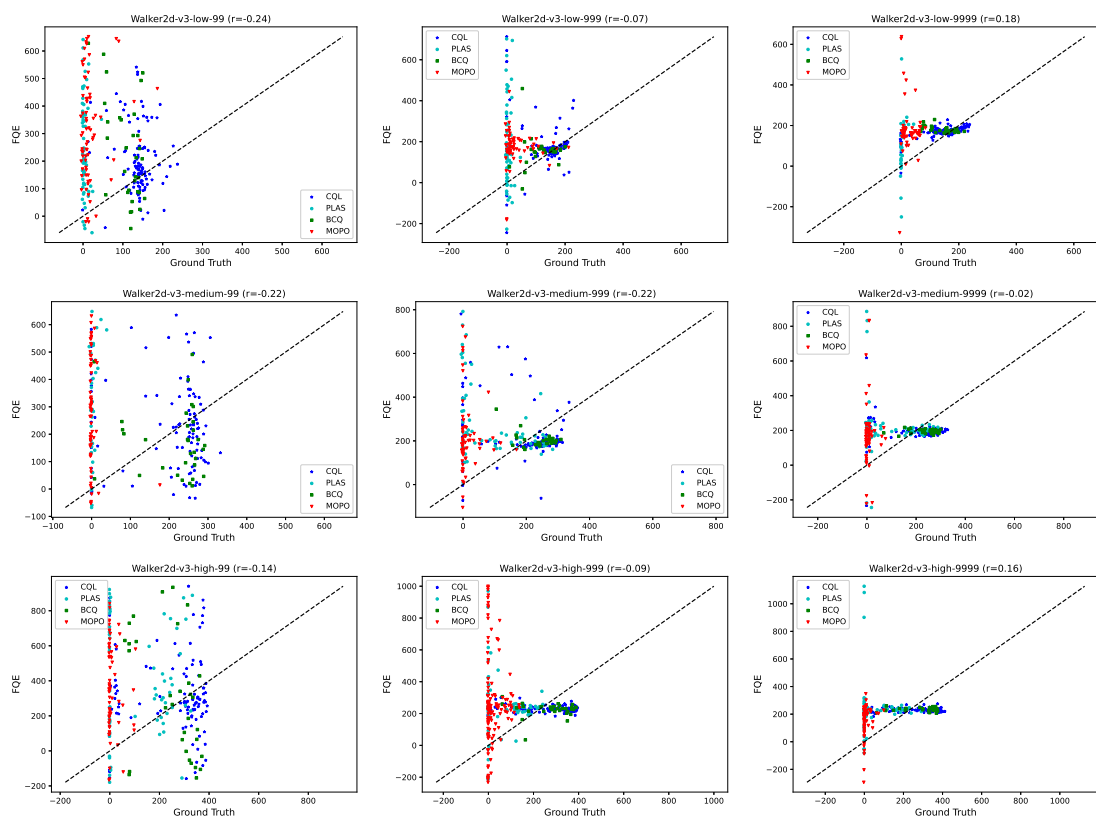 Walker2d-v3-low-99 (r=-0.24)
FQE
600
500
400
300
200
100
0
0 100 200 300 400 500 600
Ground Truth
CQL
PLAS
BCQ
MOPO
Walker2d-v3-low-999 (r=-0.07)
FQE
600
400
200
0
−200
−200 0 200 400 600
Ground Truth
CQL
PLAS
BCQ
MOPO
Walker2d-v3-low-9999 (r=0.18)
FQE
600
400
200
0
−200
−200 0 200 400 600
Ground Truth
CQL
PLAS
BCQ
MOPO
Walker2d-v3-medium-99 (r=-0.22)
FQE
600
500
400
300
200
100
0
−100
−100 0 100 200 300 400 500 600
Ground Truth
CQL
PLAS
BCQ
MOPO
Walker2d-v3-medium-999 (r=-0.22)
FQE
800
600
400
200
0
0 200 400 600 800
Ground Truth
CQL
PLAS
BCQ
MOPO
Walker2d-v3-medium-9999 (r=-0.02)
FQE
800
600
400
200
0
−200
−200 0 200 400 600 800
Ground Truth
CQL
PLAS
BCQ
MOPO
Walker2d-v3-high-99 (r=-0.14)
FQE
800
600
400
200
0
−200
−200 0 200 400 600 800
Ground Truth
CQL
PLAS
BCQ
MOPO
Walker2d-v3-high-999 (r=-0.09)
FQE
1000
800
600
400
200
0
−200
−200 0 200 400 600 800 1000
Ground Truth
CQL
PLAS
BCQ
MOPO
Walker2d-v3-high-9999 (r=0.16)
FQE
1000
800
600
400
200
0
−200
−200 0 200 400 600 800 1000
Ground Truth
CQL
PLAS
BCQ
MOPO